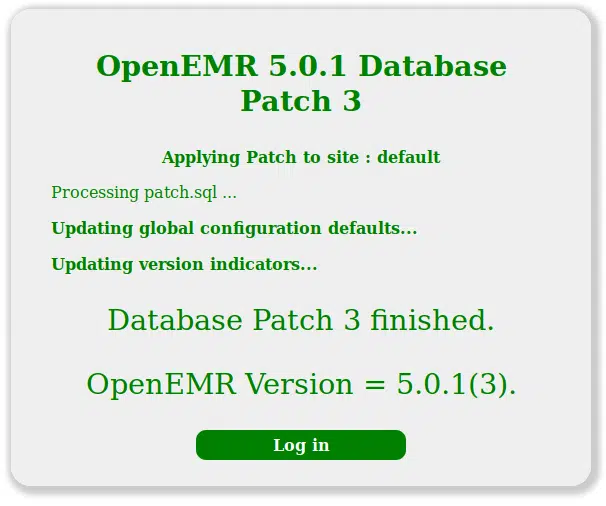 OpenEMR 5.0.1 Database
Patch 3
Applying Patch to site : default
Processing patch.sql ...
Updating global configuration defaults...
Updating version indicators...
Database Patch 3 finished.
OpenEMR Version = 5.0.1(3).
Log in